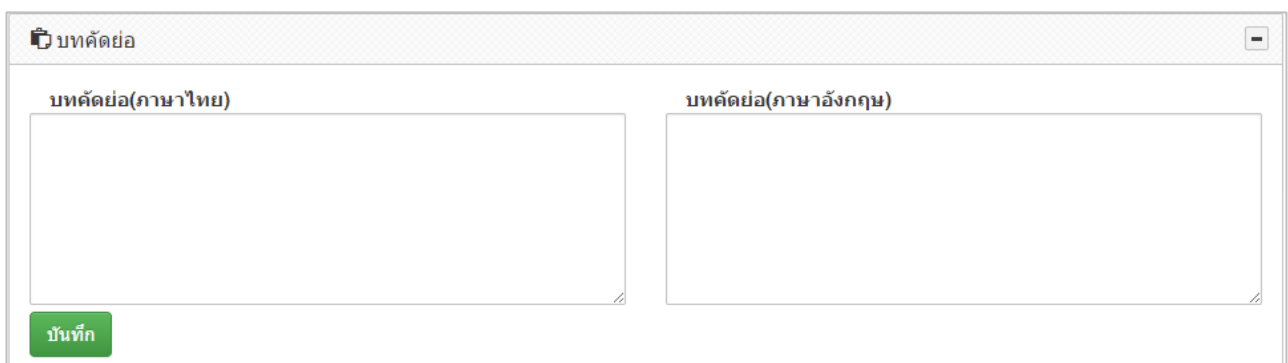 บทคัดย่อ
บทคัดย่อ(ภาษาไทย)
บทคัดย่อ(ภาษาอังกฤษ)
บันทึก